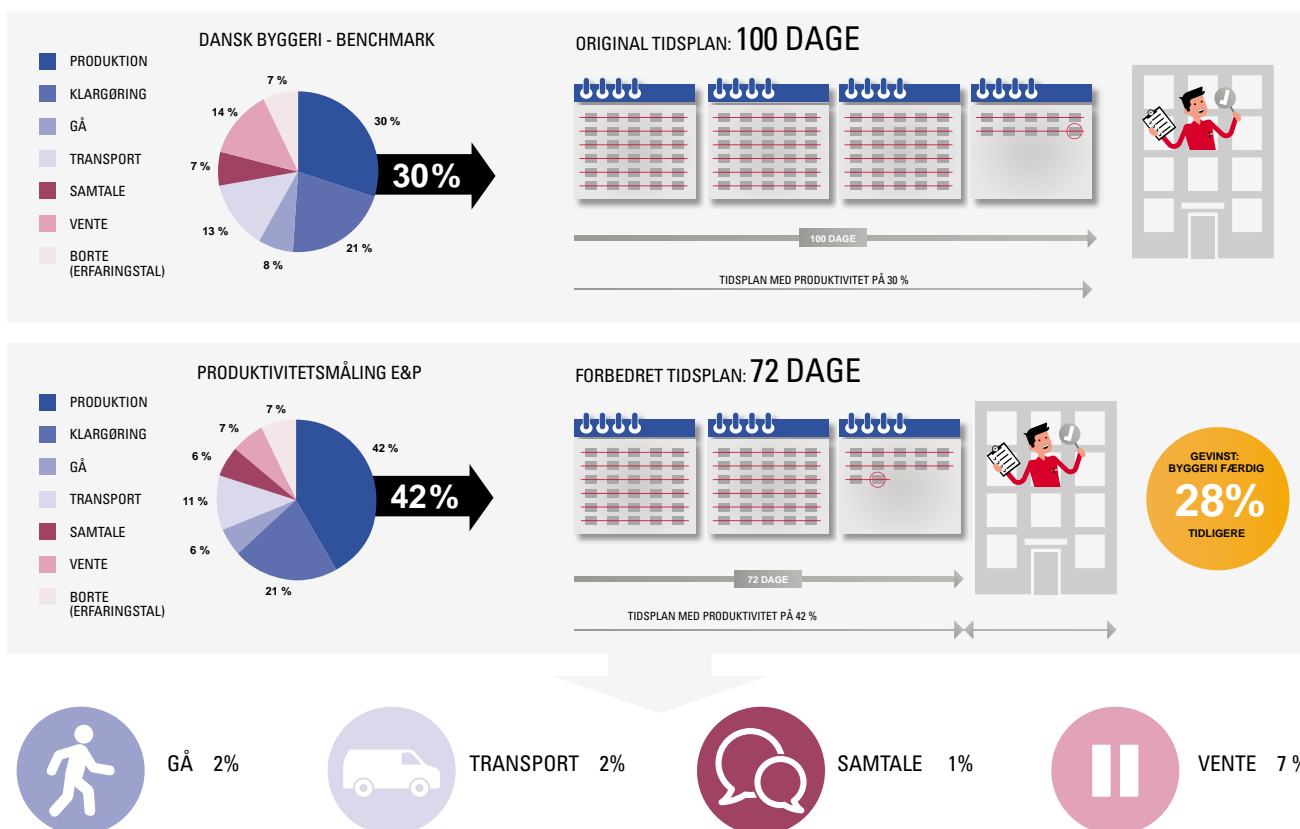 DANSK BYGGERI - BENCHMARK
PRODUKTION
KLARGØRING
GÅ
TRANSPORT
SAMTALE
VENTE
BORTE
(ERFARINGSTAL)
7 %
14 %
30 %
7 %
13 %
8 %
21 %
30%
ORIGINAL TIDSPLAN: 100 DAGE
100 DAGE
TIDSPLAN MED PRODUKTIVITET PÅ 30 %
PRODUKTIVITETSMÅLING E&P
PRODUKTION
KLARGØRING
GÅ
TRANSPORT
SAMTALE
VENTE
BORTE
(ERFARINGSTAL)
7 %
7 %
42 %
6 %
11 %
6 %
21 %
42%
FORBEDRET TIDSPLAN: 72 DAGE
72 DAGE
TIDSPLAN MED PRODUKTIVITET PÅ 42 %
GEVINST:
BYGGERI FÆRDIG
28%
TIDLIGERE
GÅ 2%
TRANSPORT 2%
SAMTALE 1%
VENTE 7 %